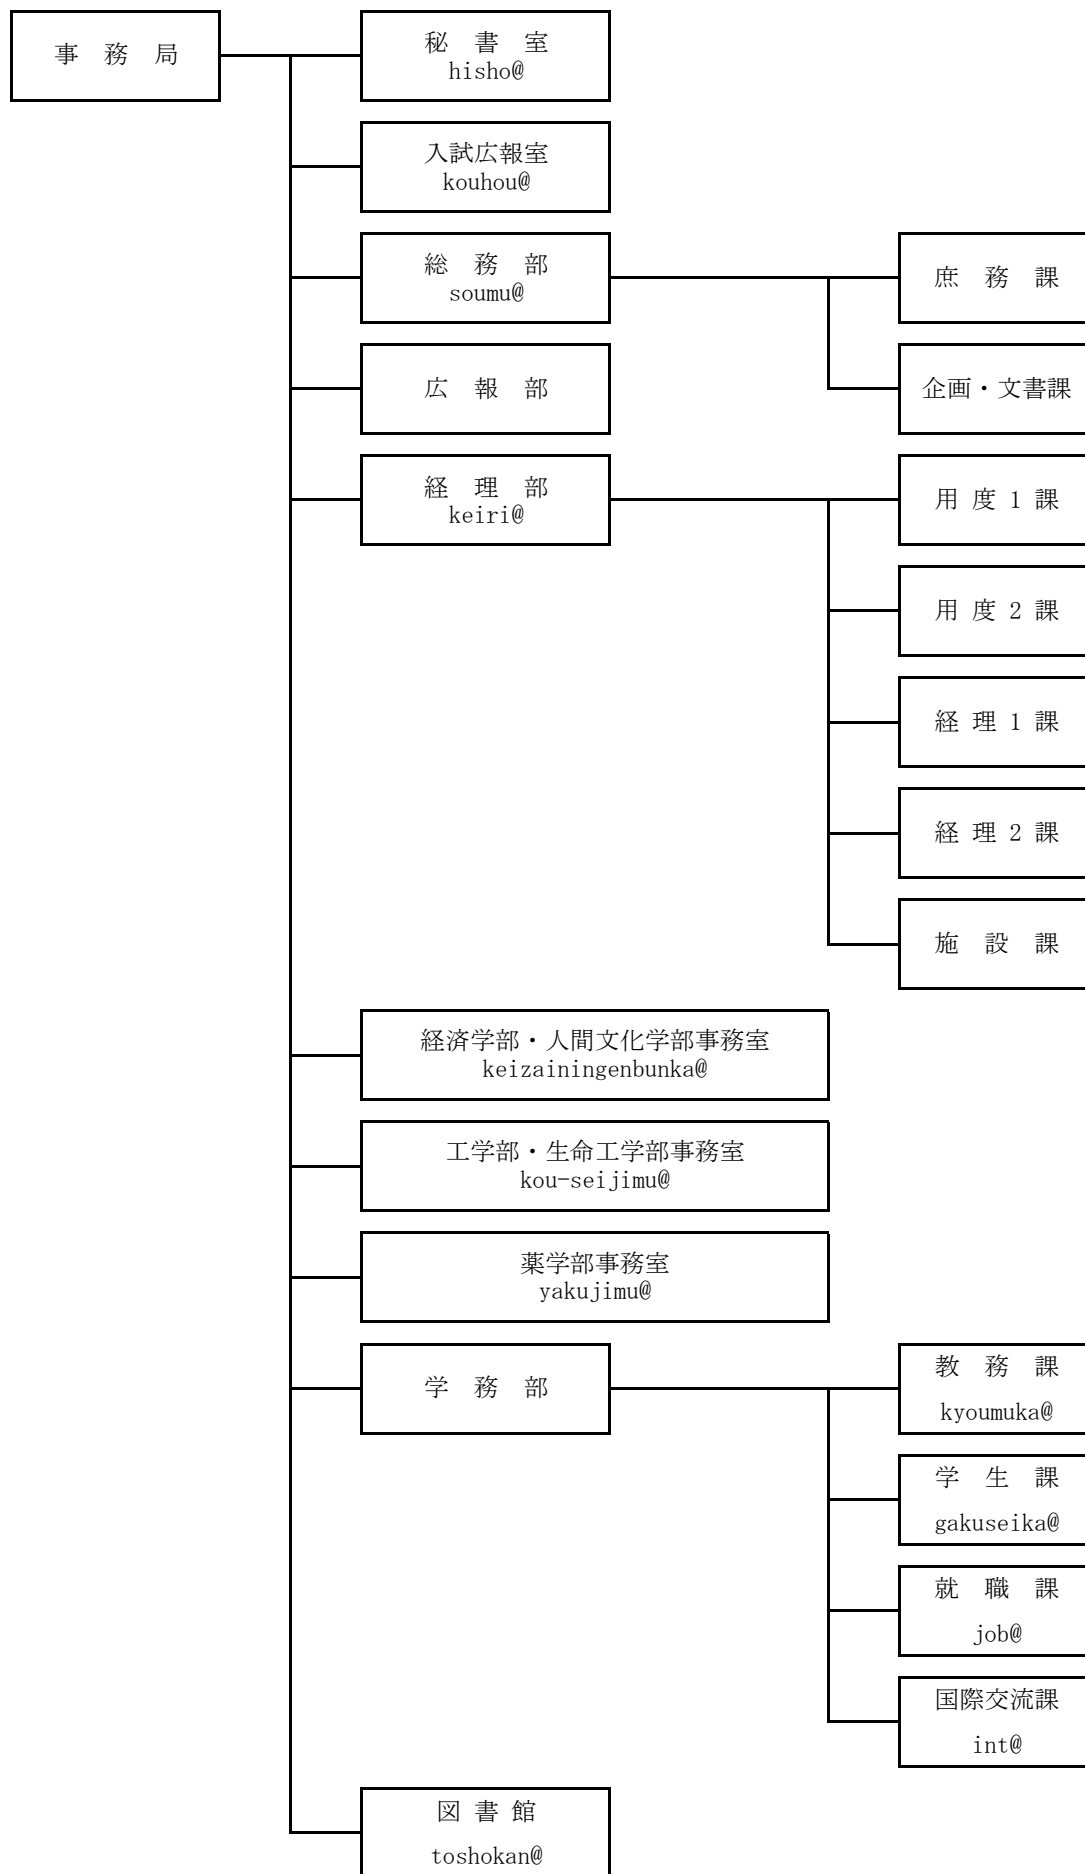 事　務　局
秘　書　室
hisho@
入試広報室
kouhou@
総　務　部
soumu@
庶　務　課
広　報　部
企画・文書課
経　理　部
keiri@
用 度 1 課
用 度 2 課
経 理 1 課
経 理 2 課
施　設　課
経済学部・人間文化学部事務室
keizainingenbunka@
工学部・生命工学部事務室
kou-seijimu@
薬学部事務室
yakujimu@
学　務　部
教　務　課
kyoumuka@
学　生　課
gakuseika@
就　職　課
job@
国際交流課
int@
図 書 館
toshokan@